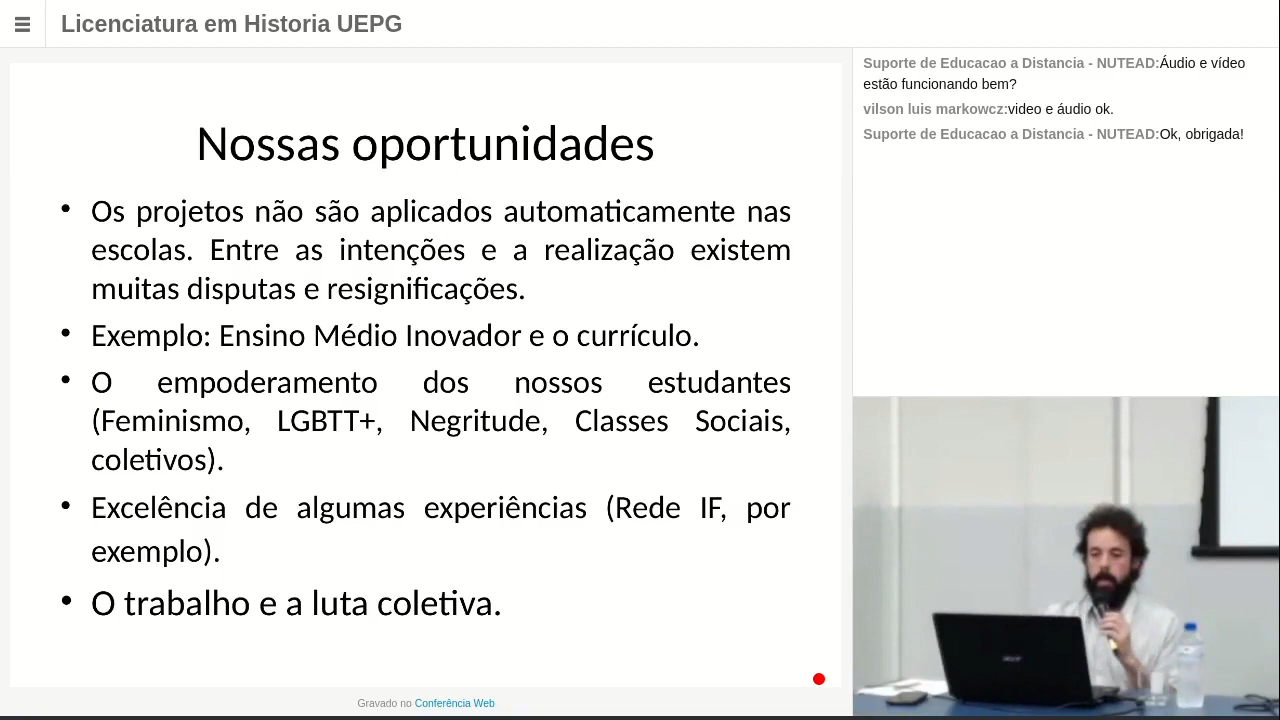 Licenciatura em Historia UEPG
Nossas oportunidades
• Os projetos não são aplicados automaticamente nas
escolas. Entre as intenções e a realização existem
muitas disputas e resignificações.
• Exemplo: Ensino Médio Inovador e o currículo.
• O empoderamento dos nossos estudantes
(Feminismo, LGBTT+, Negritude, Classes Sociais,
coletivos).
• Excelência de algumas experiências (Rede IF, por
exemplo).
• O trabalho e a luta coletiva.
Gravado no Conferência Web
Suporte de Educacao a Distancia - NUTEAD:Áudio e vídeo
estão funcionando bem?
vilson luis markowcz:video e áudio ok.
Suporte de Educacao a Distancia - NUTEAD:Ok, obrigada!
acer